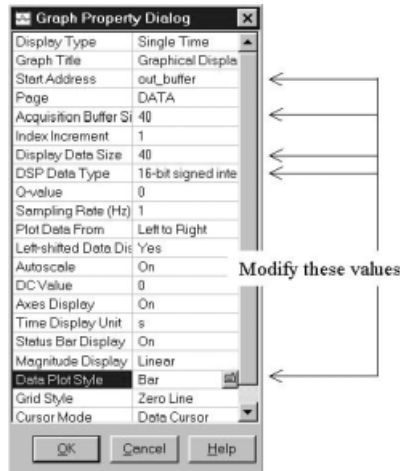 Graph Property Dialog
Display Type Single Time
Graph Title Graphical Displa
Start Address out_buffer
Page DATA
Acquisition Buffer Si 40
Index Increment 1
Display Data Size 40
DSP Data Type 16-bit signed inte
Q-value 0
Sampling Rate (Hz) 1
Plot Data From Left to Right
Left-shifted Data Dis Yes
Autoscale On
DC Value 0
Axes Display On
Time Display Unit s
Status Bar Display On
Magnitude Display Linear
Data Plot Style Bar
Grid Style Zero Line
Cursor Mode Data Cursor
OK Cancel Help
Modify these values